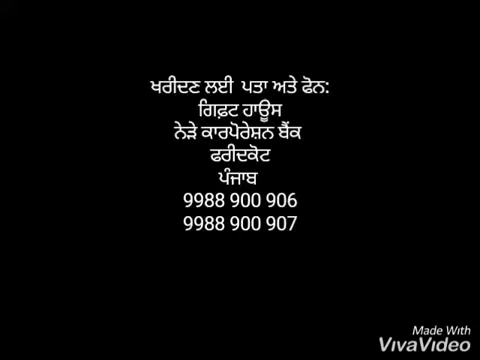 ਖਰੀਦਣ ਲਈ ਪਤਾ ਅਤੇ ਫੋਨ:
ਗਿਫ਼ਟ ਹਾਊਸ
ਨੇੜੇ ਕਾਰਪੋਰੇਸ਼ਨ ਬੈਂਕ
ਫਰੀਦਕੋਟ
ਪੰਜਾਬ
9988 900 906
9988 900 907
Made With
VivaVideo